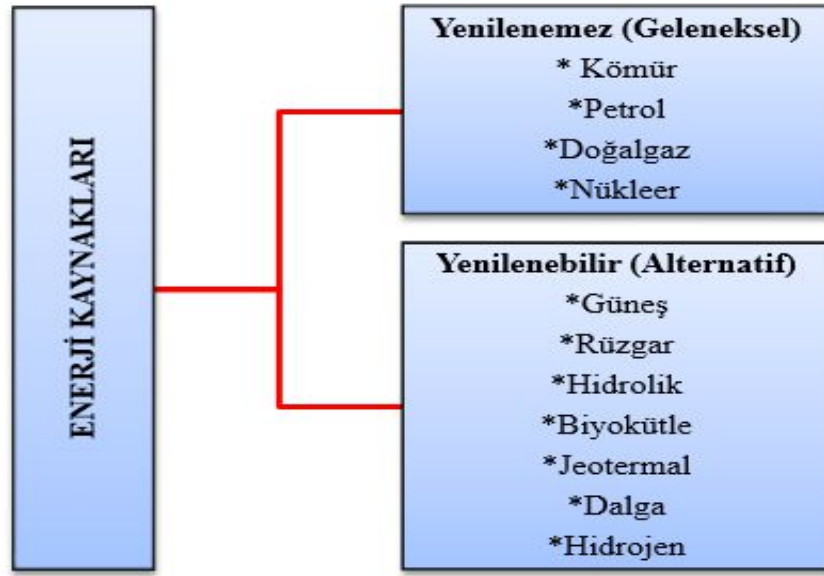 ENERJİ KAYNAKLARI
Yenilenemez (Geleneksel)
* Kömür
*Petrol
*Doğalgaz
*Nükleer
Yenilenebilir (Alternatif)
*Güneş
*Rüzgar
*Hidrolik
*Biyokütle
*Jeotermal
*Dalga
*Hidrojen